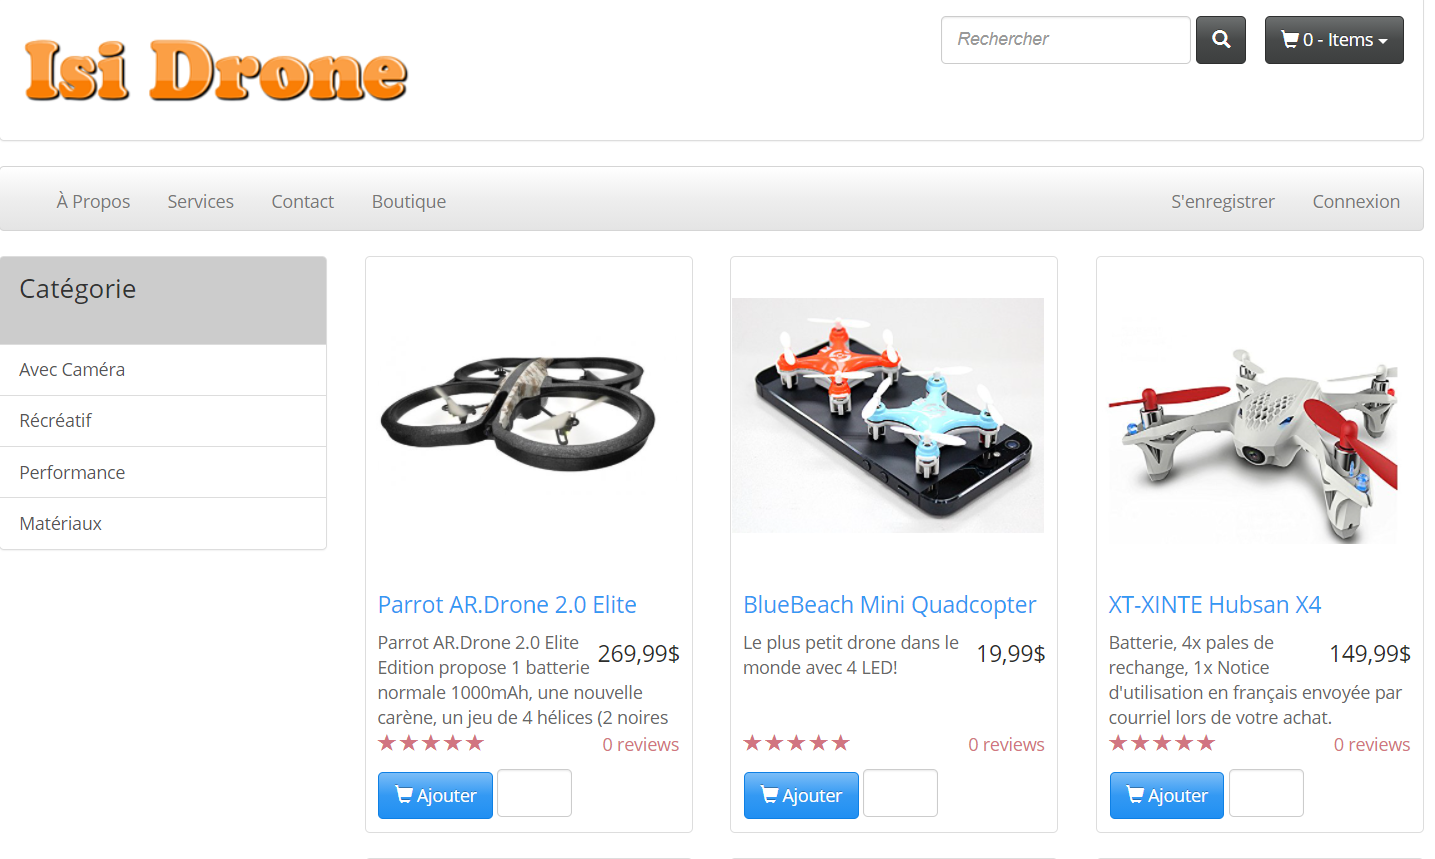 Isi Drone
Rechercher
0 - Items
À Propos
Services
Contact
Boutique
S'enregistrer
Connexion
Catégorie
Avec Caméra
Récréatif
Performance
Matériaux
Parrot AR.Drone 2.0 Elite
Parrot AR.Drone 2.0 Elite
Edition propose 1 batterie
normale 1000mAh, une nouvelle
carène, un jeu de 4 hélices (2 noires
269,99$
0 reviews
Ajouter
BlueBeach Mini Quadcopter
Le plus petit drone dans le
monde avec 4 LED!
19,99$
0 reviews
Ajouter
XT-XINTE Hubsan X4
Batterie, 4x pales de
rechange, 1x Notice
d'utilisation en français envoyée par
courriel lors de votre achat.
149,99$
0 reviews
Ajouter